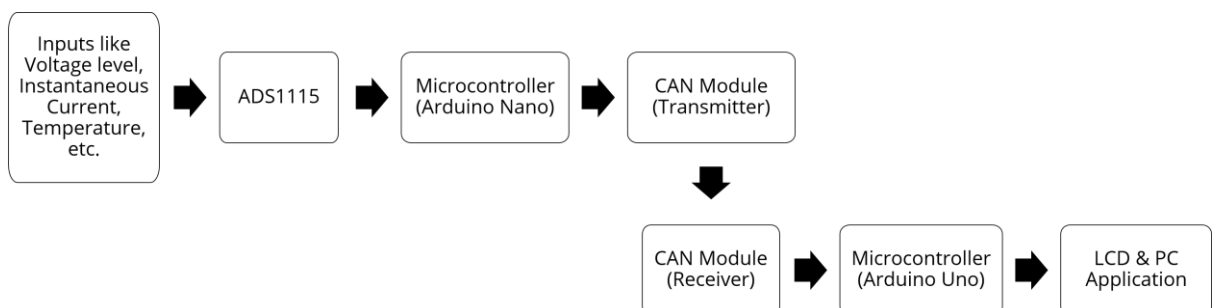 Inputs like
Voltage level,
Instantaneous
Current,
Temperature,
etc.
ADS1115
Microcontroller
(Arduino Nano)
CAN Module
(Transmitter)
CAN Module
(Receiver)
Microcontroller
(Arduino Uno)
LCD & PC
Application